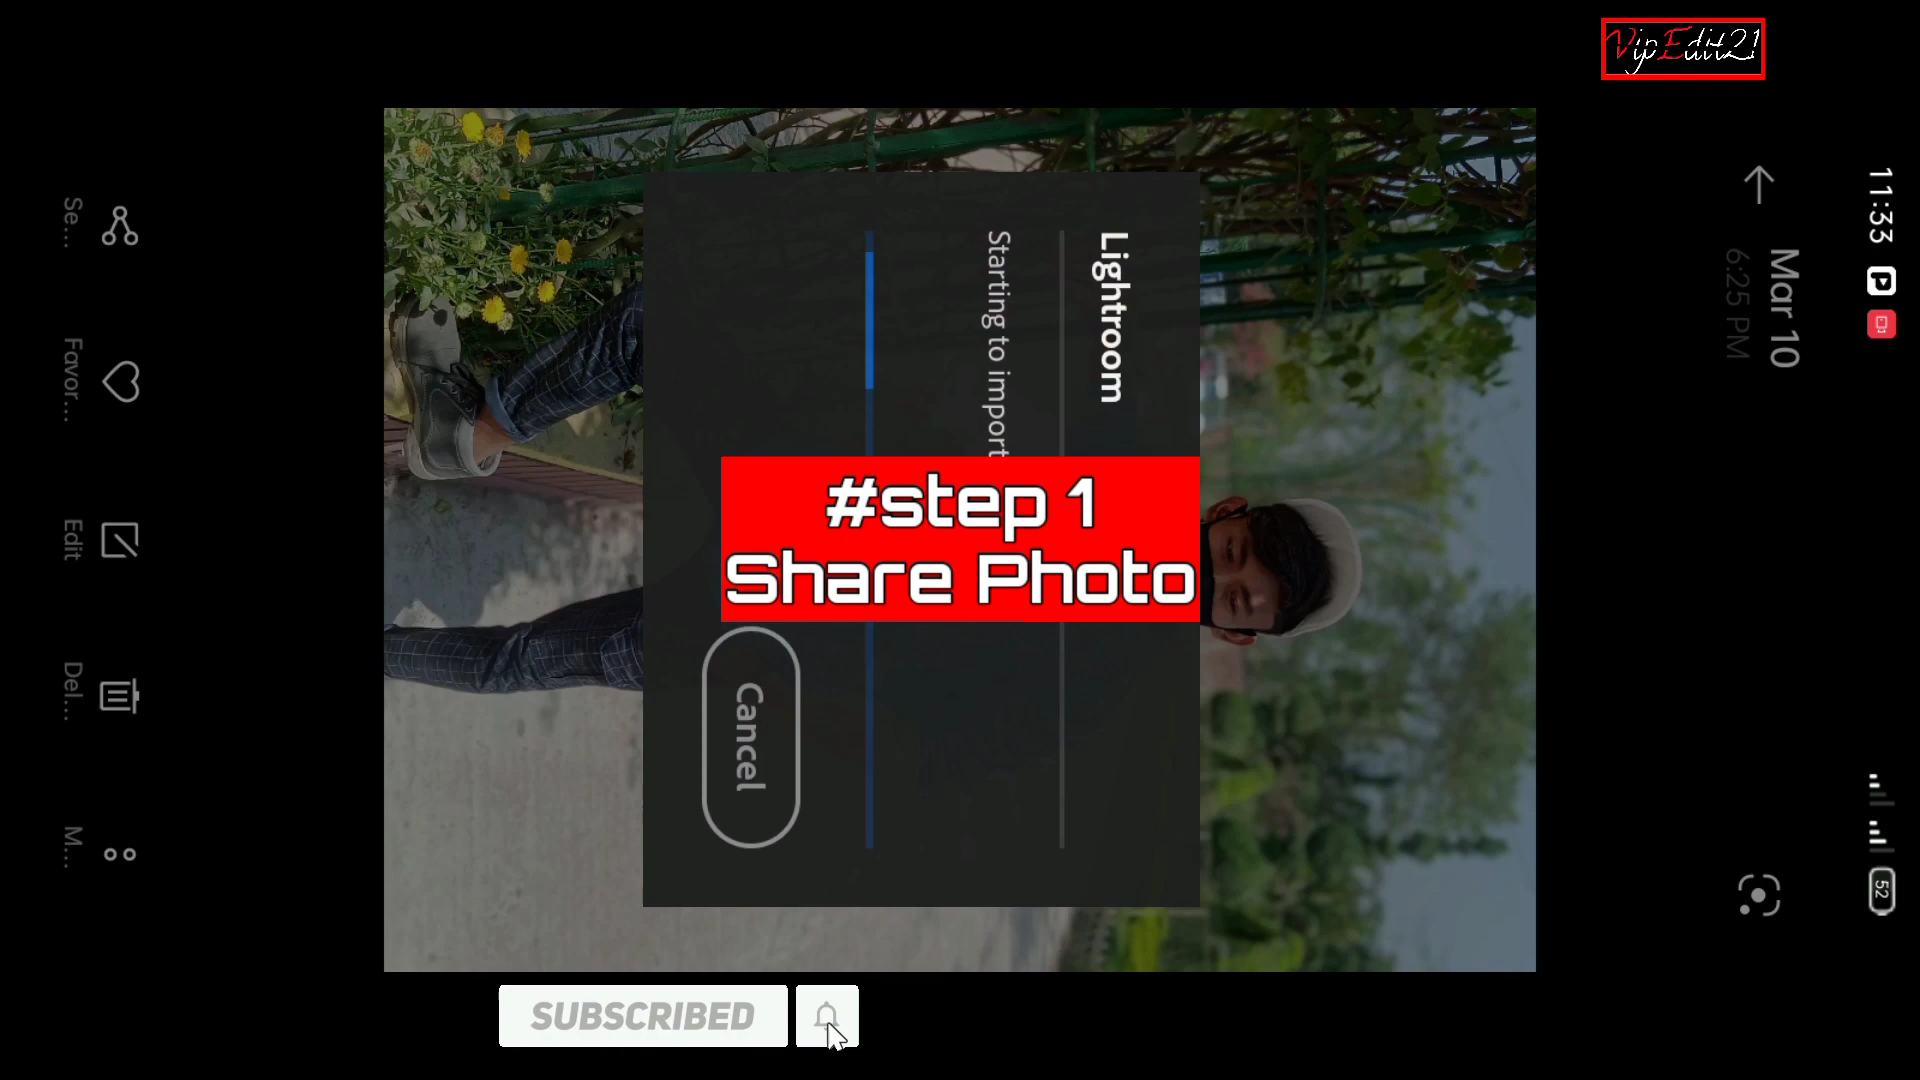 VipEdit21
11:33
52
Mar 10
6:25 PM
Lightroom
Starting to import
#step 1
Share Photo
Cancel
Se...
Favor...
Edit
Del...
M...
SUBSCRIBED